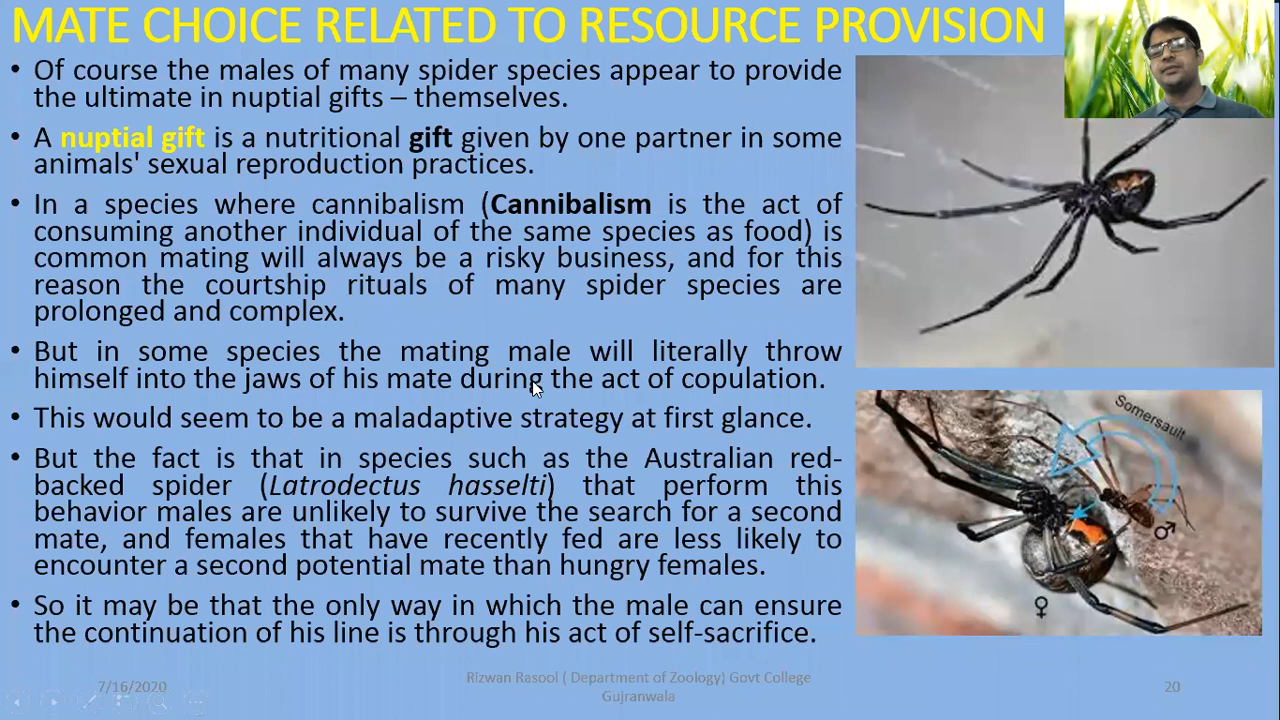 MATE CHOICE RELATED TO RESOURCE PROVISION
• Of course the males of many spider species appear to provide
the ultimate in nuptial gifts – themselves.
• A nuptial gift is a nutritional gift given by one partner in some
animals' sexual reproduction practices.
• In a species where cannibalism (Cannibalism is the act of
consuming another individual of the same species as food) is
common mating will always be a risky business, and for this
reason the courtship rituals of many spider species are
prolonged and complex.
• But in some species the mating male will literally throw
himself into the jaws of his mate during the act of copulation.
• This would seem to be a maladaptive strategy at first glance.
• But the fact is that in species such as the Australian red-
backed spider (Latrodectus hasselti) that perform this
behavior males are unlikely to survive the search for a second
mate, and females that have recently fed are less likely to
encounter a second potential mate than hungry females.
• So it may be that the only way in which the male can ensure
the continuation of his line is through his act of self-sacrifice.
Somersault
♂
♀
7/16/2020
Rizwan Rasool ( Department of Zoology) Govt College
Gujranwala
20